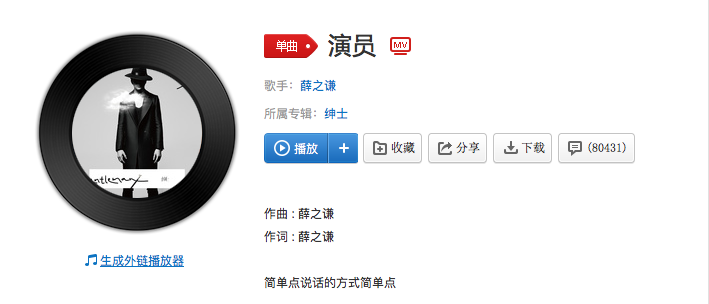 单曲 演员 MV
歌手：薛之谦
所属专辑：绅士
播放 + 收藏 分享 下载 (80431)
作曲 : 薛之谦
作词 : 薛之谦
生成外链播放器
简单点说话的方式简单点